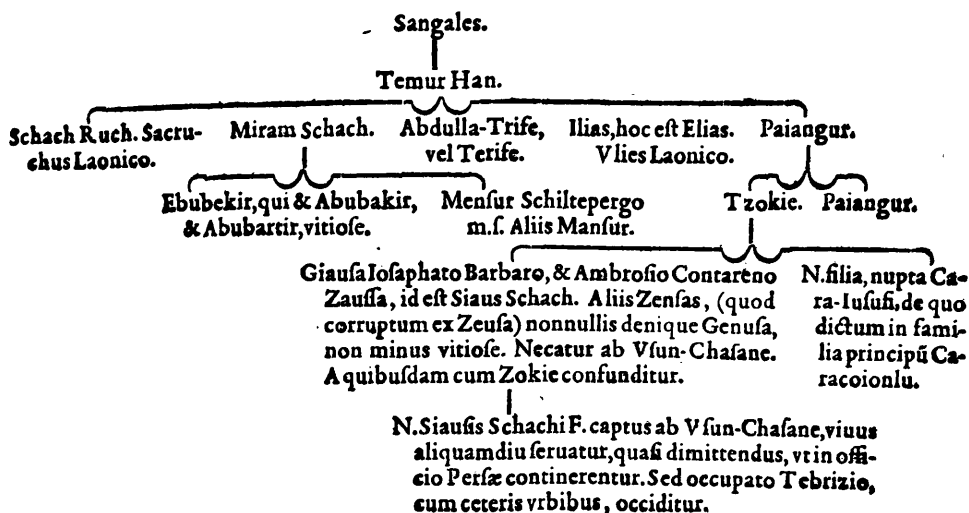 Sangales.
Temur Han.
Schach Ruch. Sacru-
chus Laonico.
Miram Schach.
Abdulla-Trife,
vel Terife.
Ilias, hoc eſt Elias.
Vlies Laonico.
Paiangur.
Ebubekir, qui & Abubakir,
& Abubartir, vitioſe.
Menſur Schiltepergo
m.ſ. Aliis Manſur.
Tzokie.
Paiangur.
Giauſa Ioſaphato Barbaro, & Ambroſio Contareno
Zauſſa, id eſt Siaus Schach. Aliis Zenſas, (quod
corruptum ex Zeuſa) nonnullis denique Genuſa,
non minus vitioſe. Necatur ab Vſun-Chaſane.
A quibuſdam cum Zokie confunditur.
N. filia, nupta Ca-
ra-Iuſufi, de quo
dictum in fami-
lia principũ Ca-
racoionlu.
N. Siauſis Schachi F. captus ab Vſun-Chaſane, viuus
aliquamdiu ſeruatur, quaſi dimittendus, vt in offi-
cio Perſæ continerentur. Sed occupato Tebrizio,
cum ceteris vrbibus, occiditur.